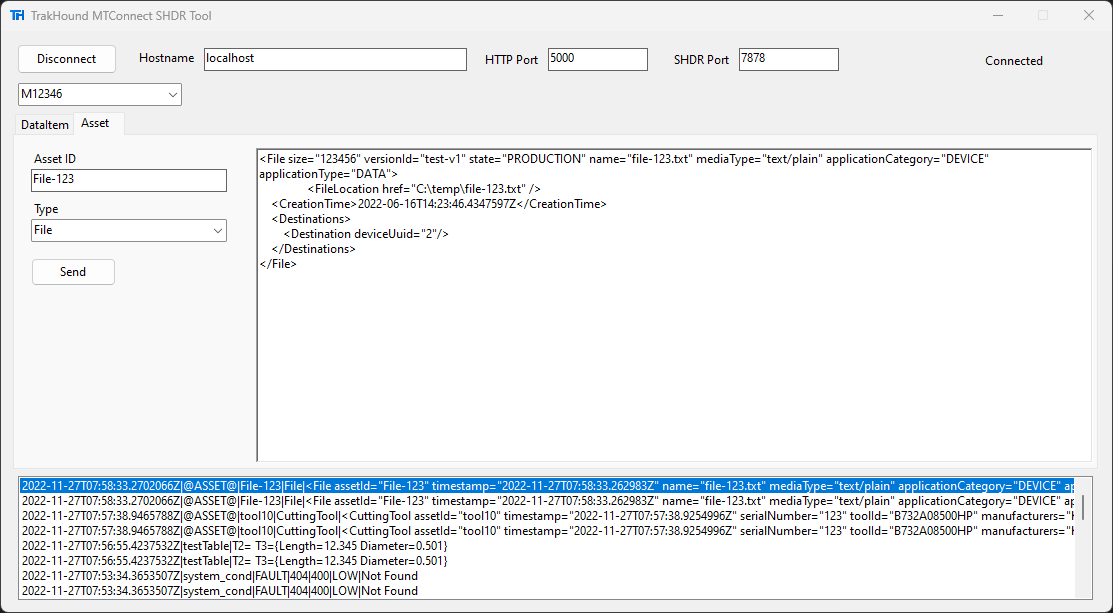 TrakHound MTConnect SHDR Tool
Disconnect Hostname localhost HTTP Port 5000 SHDR Port 7878 Connected
M12346
DataItem Asset
Asset ID
File-123
Type
File
Send
<File size="123456" versionId="test-v1" state="PRODUCTION" name="file-123.txt" mediaType="text/plain" applicationCategory="DEVICE"
applicationType="DATA">
<FileLocation href="C:\temp\file-123.txt" />
<CreationTime>2022-06-16T14:23:46.4347597Z</CreationTime>
<Destinations>
<Destination deviceUuid="2"/>
</Destinations>
</File>
2022-11-27T07:58:33.2702066Z|@ASSET@|File-123|File|<File assetId="File-123" timestamp="2022-11-27T07:58:33.262983Z" name="file-123.txt" mediaType="text/plain" applicationCategory="DEVICE" ap
2022-11-27T07:58:33.2702066Z|@ASSET@|File-123|File|<File assetId="File-123" timestamp="2022-11-27T07:58:33.262983Z" name="file-123.txt" mediaType="text/plain" applicationCategory="DEVICE" ap
2022-11-27T07:57:38.9465788Z|@ASSET@|tool10|CuttingTool|<CuttingTool assetId="tool10" timestamp="2022-11-27T07:57:38.9254996Z" serialNumber="123" toolId="B732A08500HP" manufacturers="
2022-11-27T07:57:38.9465788Z|@ASSET@|tool10|CuttingTool|<CuttingTool assetId="tool10" timestamp="2022-11-27T07:57:38.9254996Z" serialNumber="123" toolId="B732A08500HP" manufacturers="
2022-11-27T07:56:55.4237532Z|testTable|T2= T3={Length=12.345 Diameter=0.501}
2022-11-27T07:56:55.4237532Z|testTable|T2= T3={Length=12.345 Diameter=0.501}
2022-11-27T07:53:34.3653507Z|system_cond|FAULT|404|400|LOW|Not Found
2022-11-27T07:53:34.3653507Z|system_cond|FAULT|404|400|LOW|Not Found